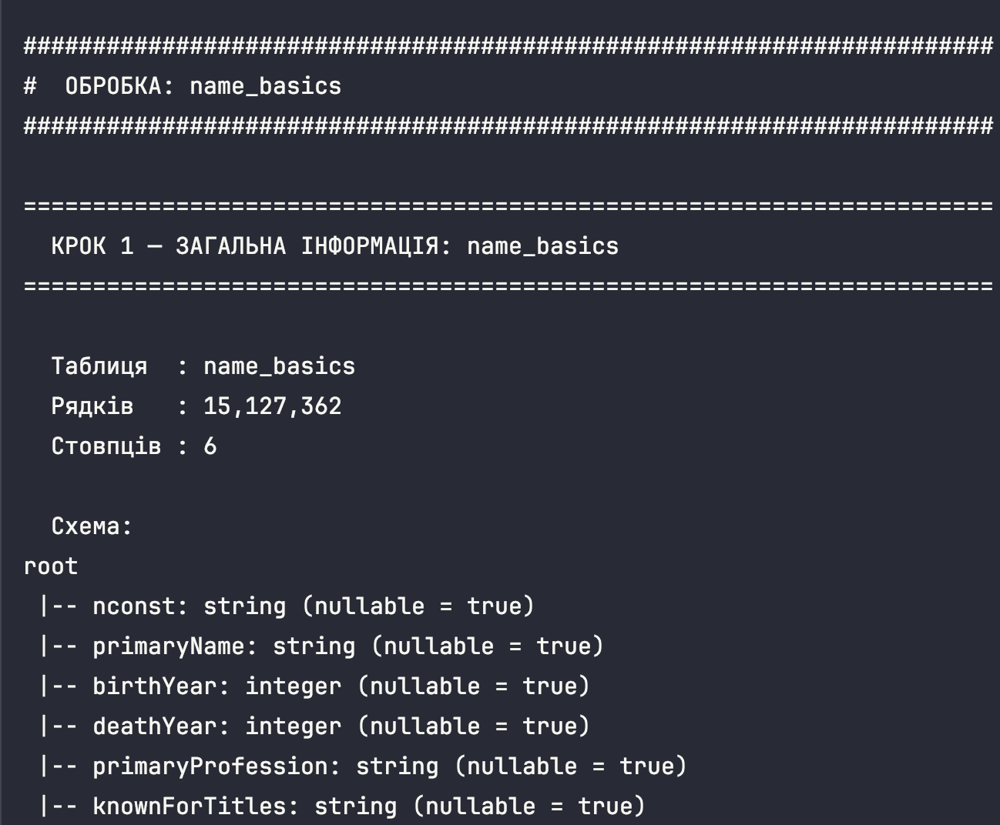 ######################################################################
#  ОБРОБКА: name_basics
######################################################################
======================================================================
  КРОК 1 — ЗАГАЛЬНА ІНФОРМАЦІЯ: name_basics
======================================================================
  Таблиця  : name_basics
  Рядків   : 15,127,362
  Стовпців : 6
  Схема:
root
 |-- nconst: string (nullable = true)
 |-- primaryName: string (nullable = true)
 |-- birthYear: integer (nullable = true)
 |-- deathYear: integer (nullable = true)
 |-- primaryProfession: string (nullable = true)
 |-- knownForTitles: string (nullable = true)